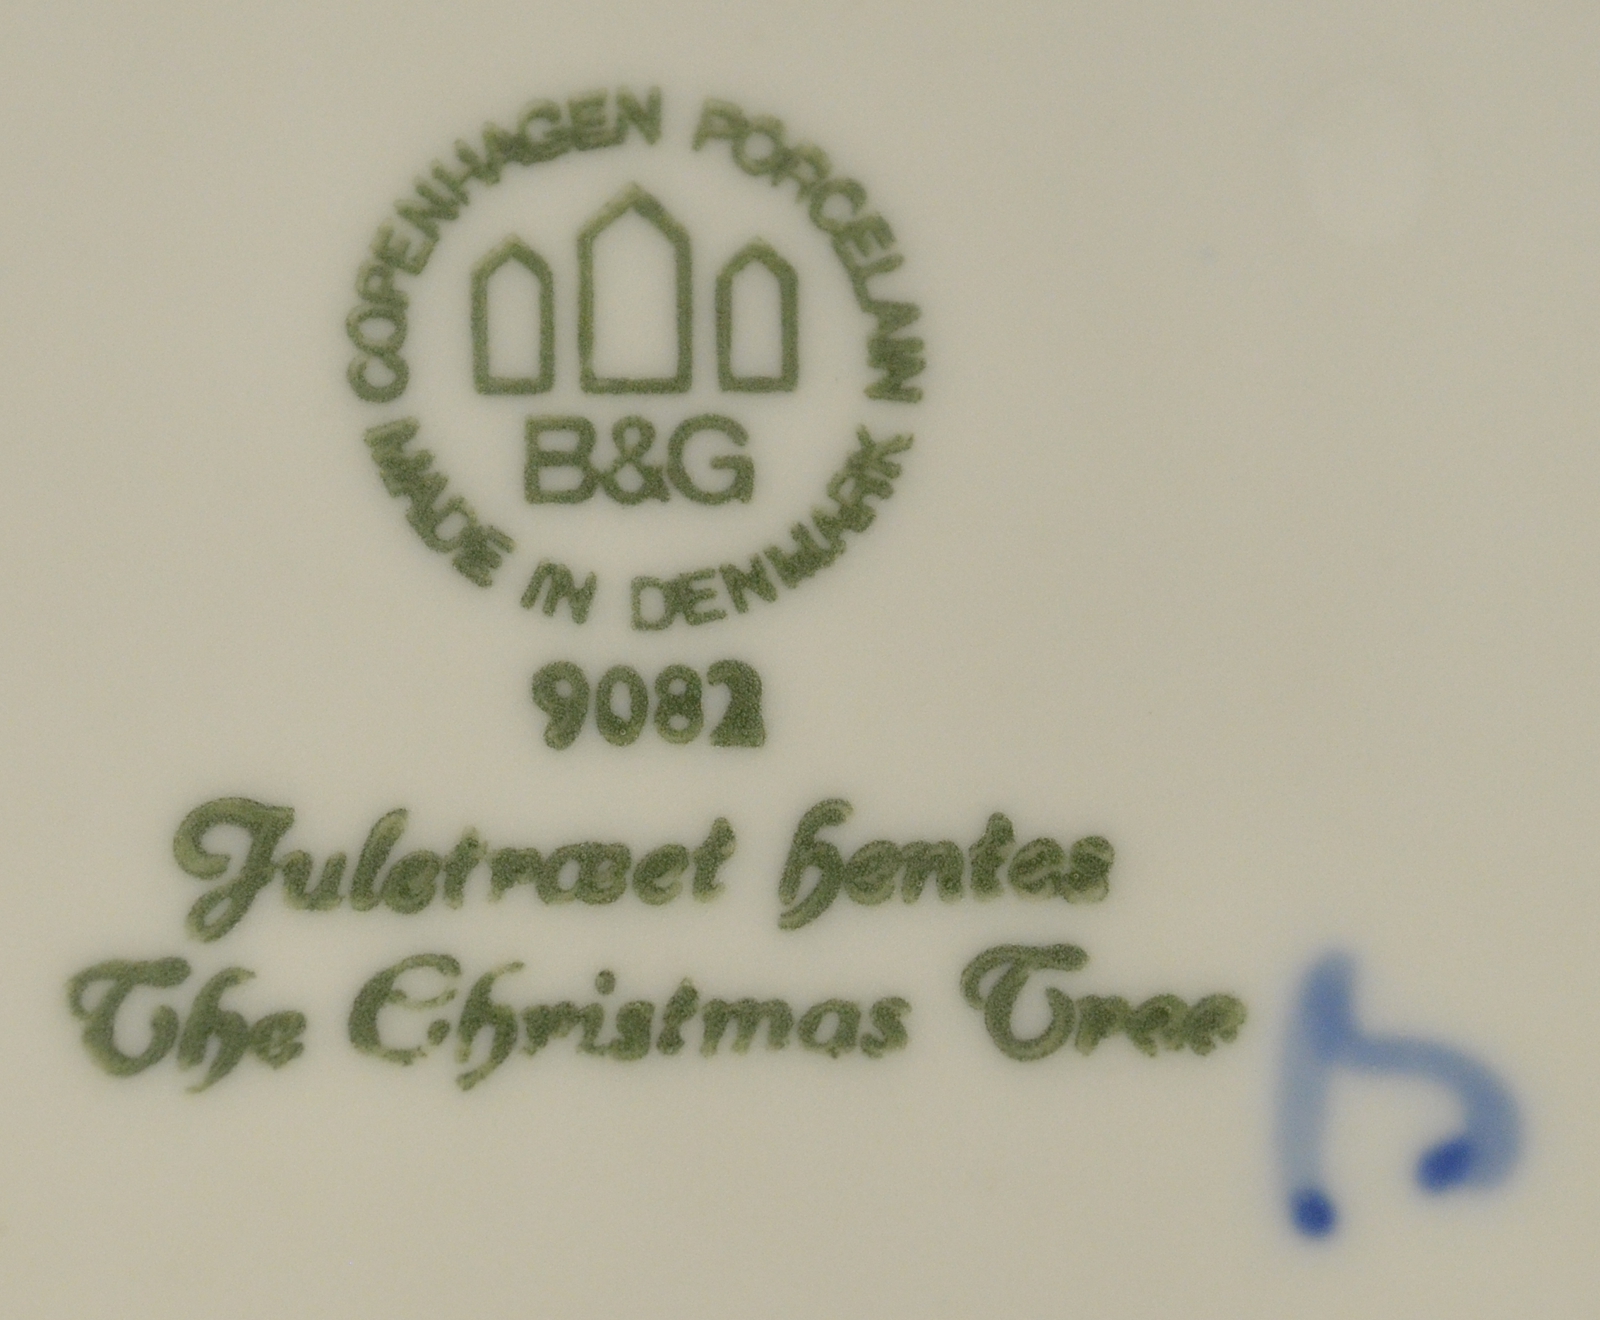 COPENHAGEN PORCELAIN
B&G
MADE IN DENMARK
9082
Juletræet hentes
The Christmas Tree